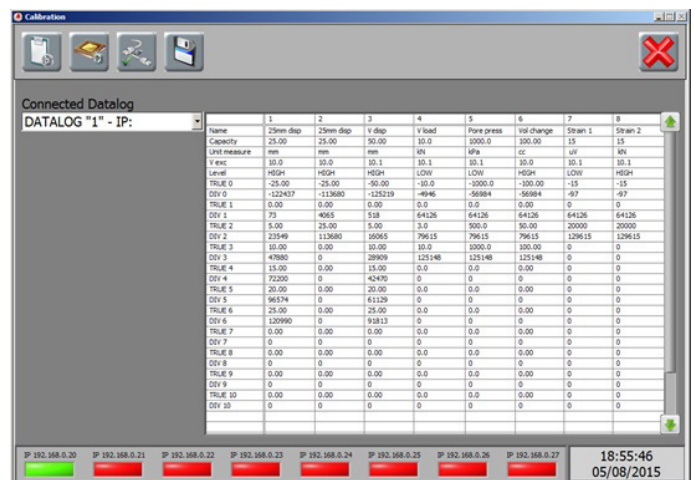 Calibration
Connected Datalog
DATALOG "1" - IP:
1 2 3 4 5 6 7 8
Name 25mm disp 25mm disp V disp V load Pore press Vol change Strain 1 Strain 2
Capacity 25.00 25.00 50.00 10.0 1000.0 100.00 15 15
Unit measure mm mm mm kN kPa cc uV kN
V exc 10.0 10.0 10.1 10.1 10.0 10.0 10.1 10.1
Level HIGH HIGH HIGH LOW LOW HIGH LOW HIGH
TRUE 0 -25.00 -25.00 -50.00 -10.0 -1000.0 -100.00 -15 -15
DIV 0 -122437 -113680 -125219 -4946 -56984 -56984 -97 -97
TRUE 1 0.00 0.00 0.00 0.0 0.0 0.00 0 0
DIV 1 73 4065 518 64126 64126 64126 64126 64126
TRUE 2 5.00 25.00 5.00 3.0 500.0 50.00 20000 20000
DIV 2 23549 113680 16065 79615 79615 79615 129615 129615
TRUE 3 10.00 0.00 10.00 10.0 1000.0 100.00 0 0
DIV 3 47880 0 28909 125148 125148 125148 0 0
TRUE 4 15.00 0.00 15.00 0.0 0.0 0.00 0 0
DIV 4 72200 0 42470 0 0 0 0 0
TRUE 5 20.00 0.00 20.00 0.0 0.0 0.00 0 0
DIV 5 96574 0 61129 0 0 0 0 0
TRUE 6 25.00 0.00 25.00 0.0 0.0 0.00 0 0
DIV 6 120990 0 91813 0 0 0 0 0
TRUE 7 0.00 0.00 0.00 0.0 0.0 0.00 0 0
DIV 7 0 0 0 0 0 0 0 0
TRUE 8 0.00 0.00 0.00 0.0 0.0 0.00 0 0
DIV 8 0 0 0 0 0 0 0 0
TRUE 9 0.00 0.00 0.00 0.0 0.0 0.00 0 0
DIV 9 0 0 0 0 0 0 0 0
TRUE 10 0.00 0.00 0.00 0.0 0.0 0.00 0 0
DIV 10 0 0 0 0 0 0 0 0
IP 192.168.0.20 IP 192.168.0.21 IP 192.168.0.22 IP 192.168.0.23 IP 192.168.0.24 IP 192.168.0.25 IP 192.168.0.26 IP 192.168.0.27
18:55:46
05/08/2015